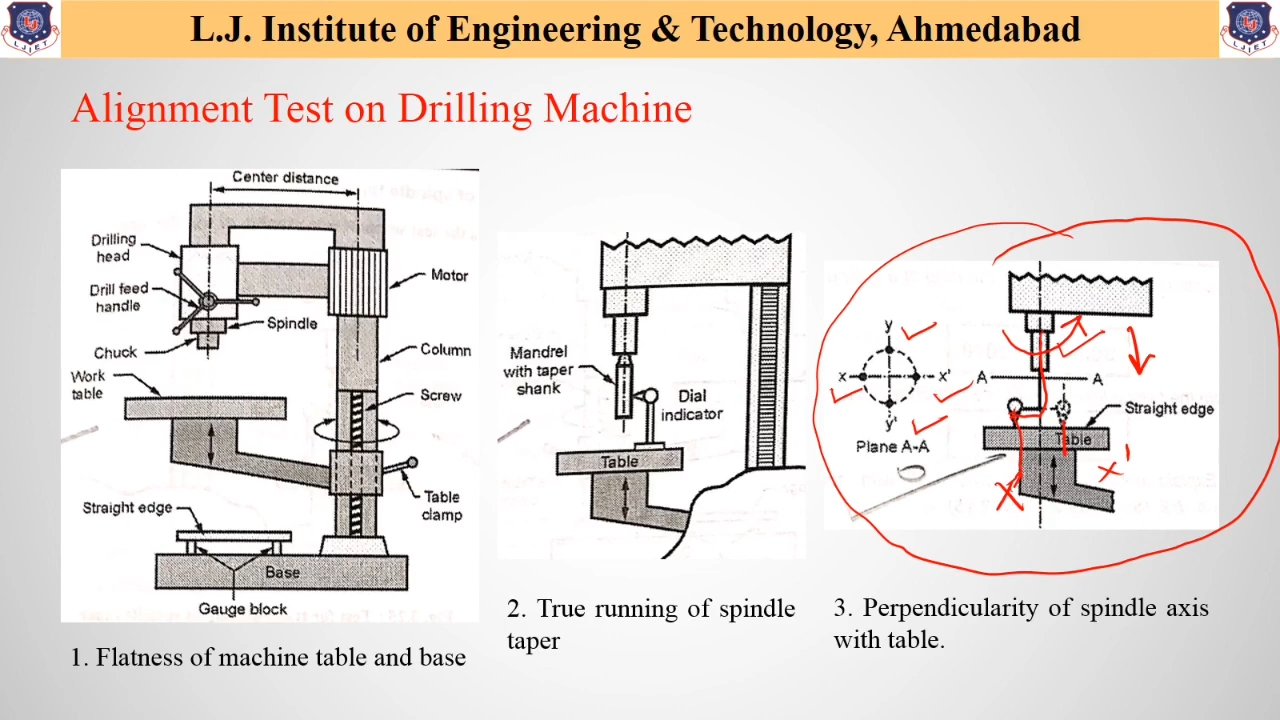 L.J. Institute of Engineering & Technology, Ahmedabad
LJIET
LJIET
Alignment Test on Drilling Machine
Center distance
Drilling
head
Drill feed
handle
Motor
Spindle
Chuck
Column
Work
table
Screw
Straight edge
Table
clamp
Base
Gauge block
1. Flatness of machine table and base
Mandrel
with taper
shank
Dial
indicator
Table
2. True running of spindle
taper
y
x
x'
y'
Plane A-A
A
A
Straight edge
Table
x
x'
3. Perpendicularity of spindle axis
with table.